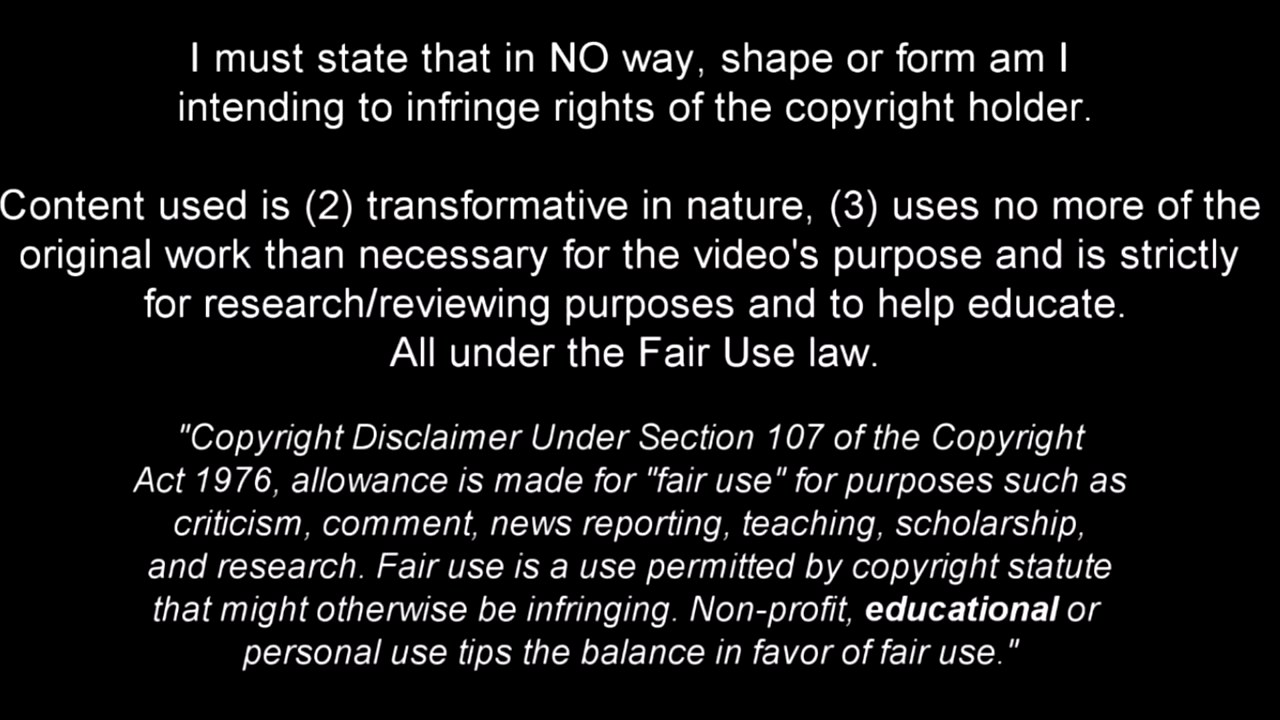 I must state that in NO way, shape or form am I
intending to infringe rights of the copyright holder.
Content used is (2) transformative in nature, (3) uses no more of the
original work than necessary for the video's purpose and is strictly
for research/reviewing purposes and to help educate.
All under the Fair Use law.
"Copyright Disclaimer Under Section 107 of the Copyright
Act 1976, allowance is made for "fair use" for purposes such as
criticism, comment, news reporting, teaching, scholarship,
and research. Fair use is a use permitted by copyright statute
that might otherwise be infringing. Non-profit, educational or
personal use tips the balance in favor of fair use."